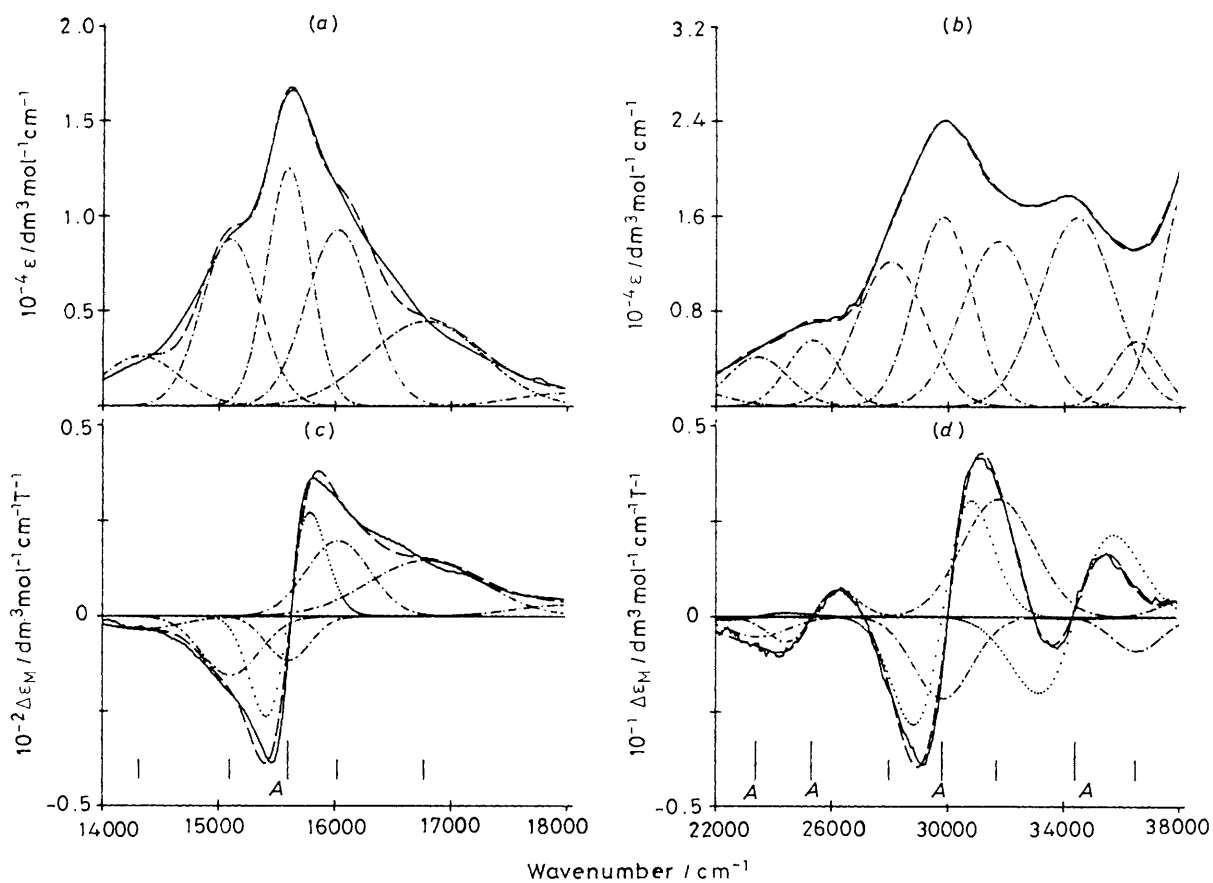 (a)
(b)
2.0
1.5
1.0
0.5
10⁻⁴ ε / dm³ mol⁻¹ cm⁻¹
3.2
2.4
1.6
0.8
10⁻⁴ ε / dm³ mol⁻¹ cm⁻¹
(c)
(d)
0.5
0
-0.5
10⁻² Δε_M / dm³ mol⁻¹ cm⁻¹ T⁻¹
A
0.5
0
-0.5
10⁻¹ Δε_M / dm³ mol⁻¹ cm⁻¹ T⁻¹
A A A A
14000 15000 16000 17000 18000
22000 26000 30000 34000 38000
Wavenumber / cm⁻¹